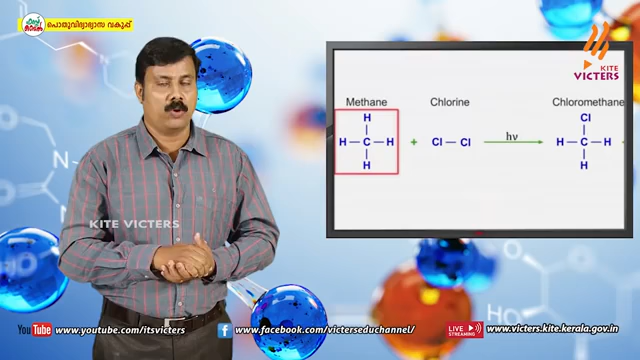 പൊതുവിദ്യാഭ്യാസ വകുപ്പ്
KITE
VICTERS
Methane
Chlorine
Chloromethane
H
H
C
H
H
+
Cl
Cl
hν
Cl
H
C
H
H
+
KITE VICTERS
YouTube www.youtube.com/itsvicters
f www.facebook.com/victerseduchannel/
LIVE STREAMING www.victers.kite.kerala.gov.in